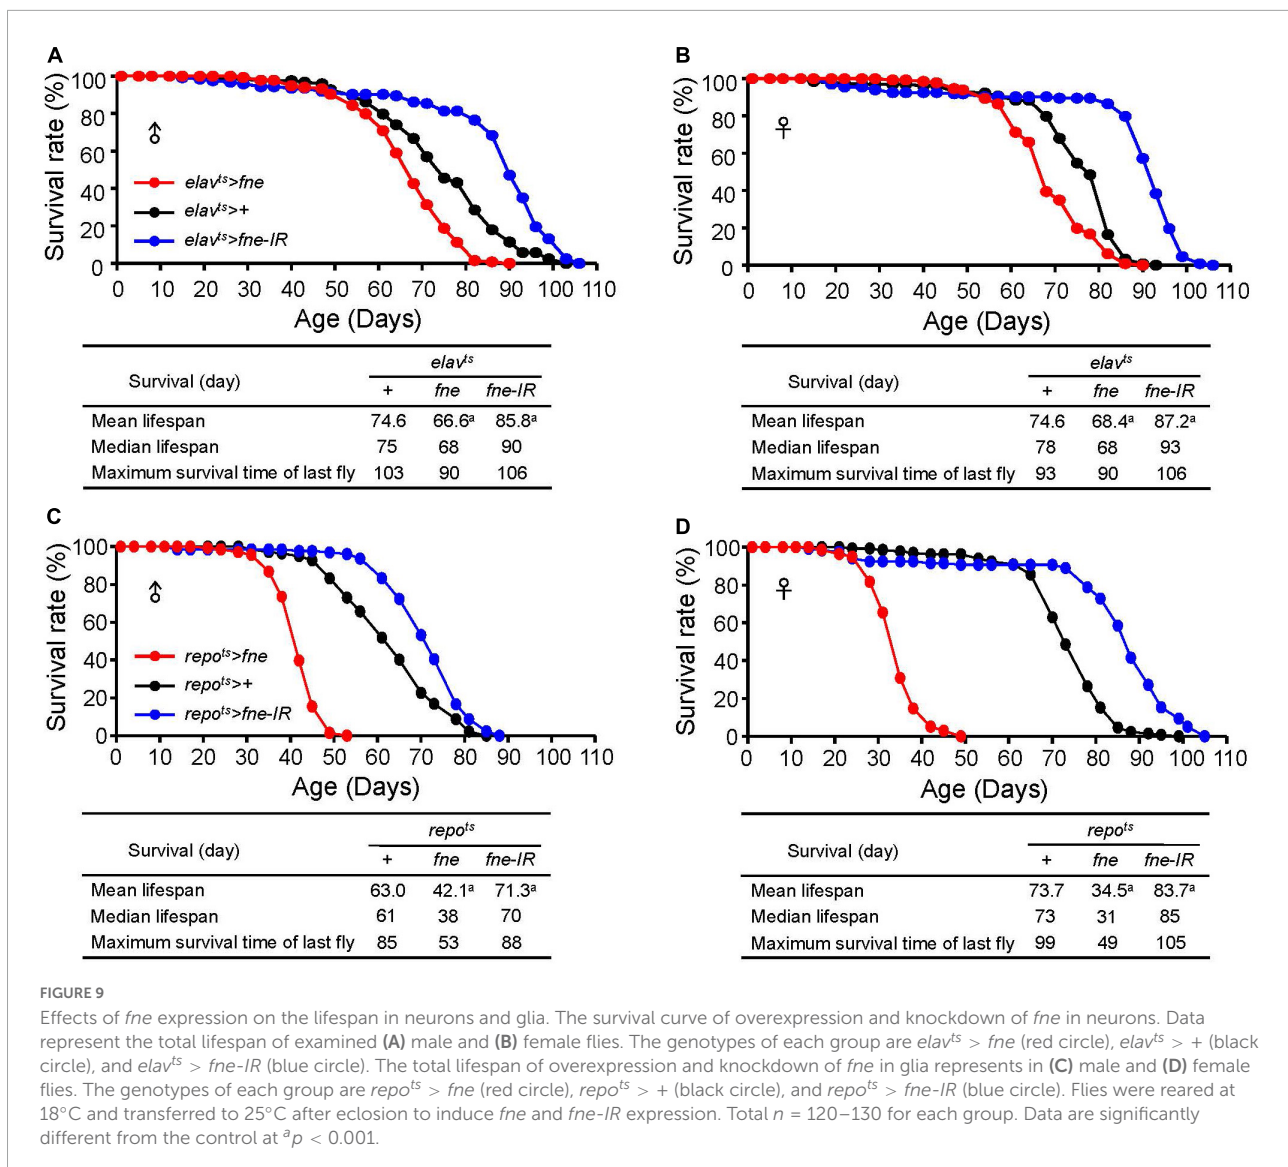 A
Survival rate (%)
100
80
60
40
20
0
♂
elavᵗˢ>fne
elavᵗˢ>+
elavᵗˢ>fne-IR
0 10 20 30 40 50 60 70 80 90 100 110
Age (Days)
elavᵗˢ
Survival (day)
+ fne fne-IR
Mean lifespan 74.6 66.6ᵃ 85.8ᵃ
Median lifespan 75 68 90
Maximum survival time of last fly 103 90 106
B
Survival rate (%)
100
80
60
40
20
0
♀
0 10 20 30 40 50 60 70 80 90 100 110
Age (Days)
elavᵗˢ
Survival (day)
+ fne fne-IR
Mean lifespan 74.6 68.4ᵃ 87.2ᵃ
Median lifespan 78 68 93
Maximum survival time of last fly 93 90 106
C
Survival rate (%)
100
80
60
40
20
0
♂
repoᵗˢ>fne
repoᵗˢ>+
repoᵗˢ>fne-IR
0 10 20 30 40 50 60 70 80 90 100 110
Age (Days)
repoᵗˢ
Survival (day)
+ fne fne-IR
Mean lifespan 63.0 42.1ᵃ 71.3ᵃ
Median lifespan 61 38 70
Maximum survival time of last fly 85 53 88
D
Survival rate (%)
100
80
60
40
20
0
♀
0 10 20 30 40 50 60 70 80 90 100 110
Age (Days)
repoᵗˢ
Survival (day)
+ fne fne-IR
Mean lifespan 73.7 34.5ᵃ 83.7ᵃ
Median lifespan 73 31 85
Maximum survival time of last fly 99 49 105
FIGURE 9
Effects of fne expression on the lifespan in neurons and glia. The survival curve of overexpression and knockdown of fne in neurons. Data
represent the total lifespan of examined (A) male and (B) female flies. The genotypes of each group are elavᵗˢ > fne (red circle), elavᵗˢ > + (black
circle), and elavᵗˢ > fne-IR (blue circle). The total lifespan of overexpression and knockdown of fne in glia represents in (C) male and (D) female
flies. The genotypes of each group are repoᵗˢ > fne (red circle), repoᵗˢ > + (black circle), and repoᵗˢ > fne-IR (blue circle). Flies were reared at
18°C and transferred to 25°C after eclosion to induce fne and fne-IR expression. Total n = 120–130 for each group. Data are significantly
different from the control at ᵃp < 0.001.